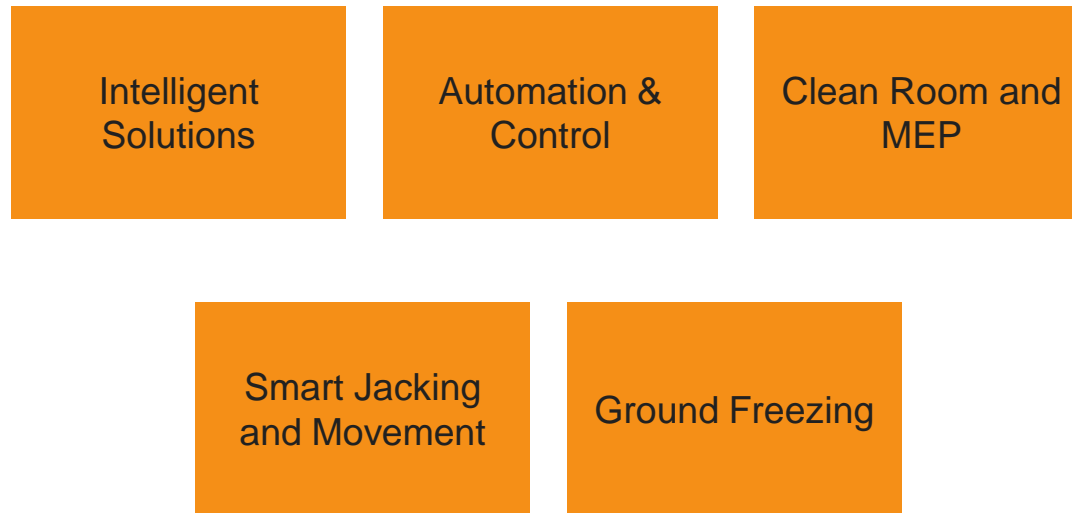 Intelligent
Solutions
Automation &
Control
Clean Room and
MEP
Smart Jacking
and Movement
Ground Freezing